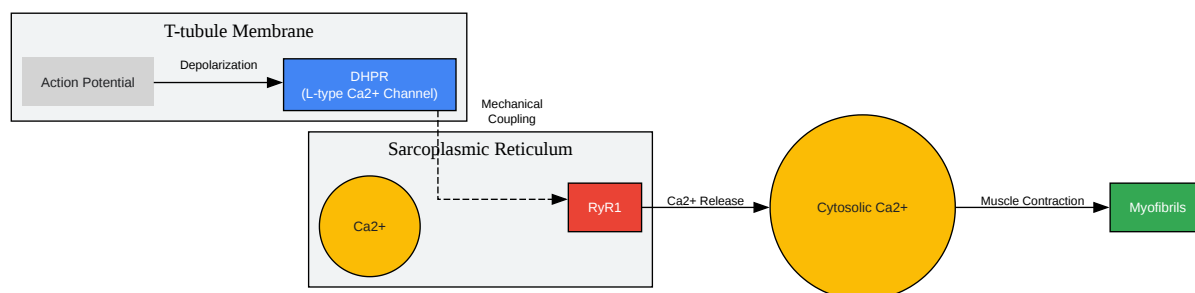 T-tubule Membrane
Action Potential
Depolarization
DHPR
(L-type Ca2+ Channel)
Mechanical
Coupling
Sarcoplasmic Reticulum
Ca2+
RyR1
Ca2+ Release
Cytosolic Ca2+
Muscle Contraction
Myofibrils